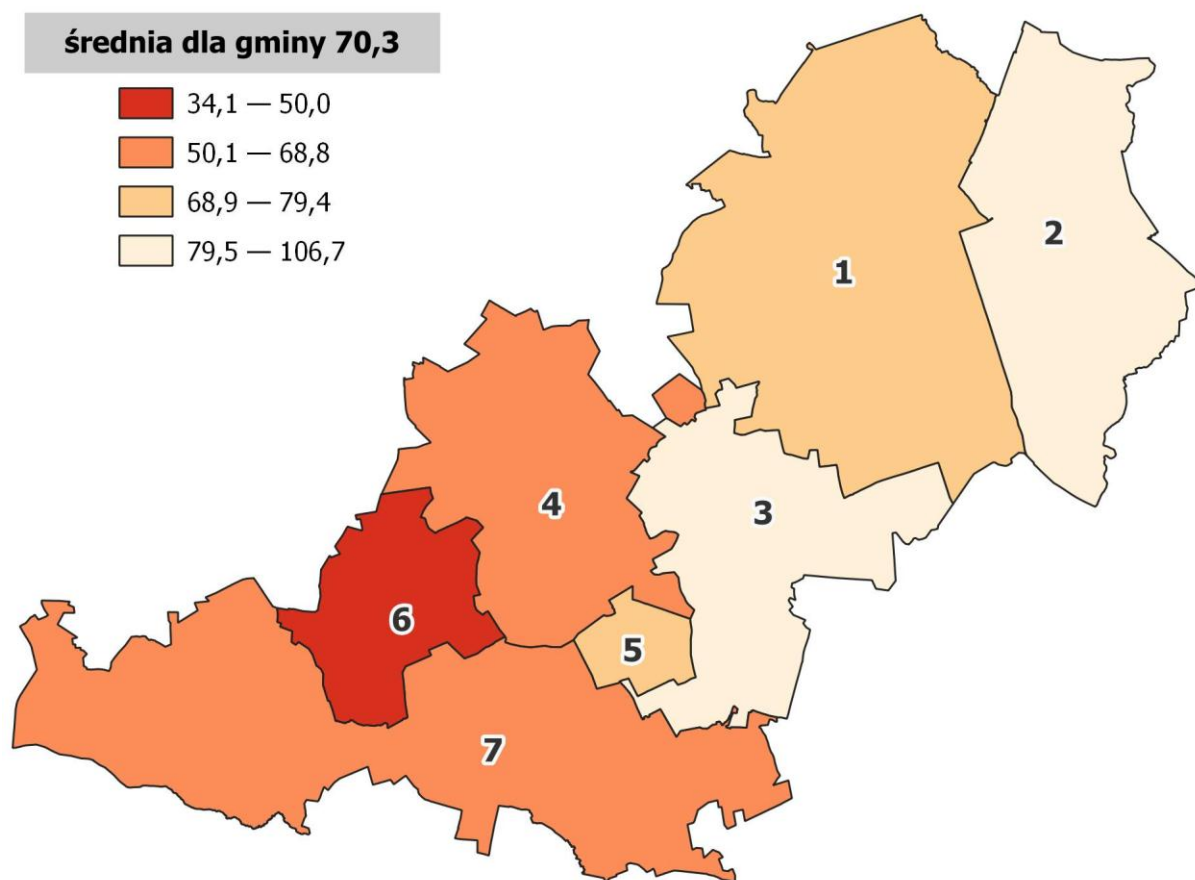 średnia dla gminy 70,3
34,1 — 50,0
50,1 — 68,8
68,9 — 79,4
79,5 — 106,7
1
2
3
4
5
6
7